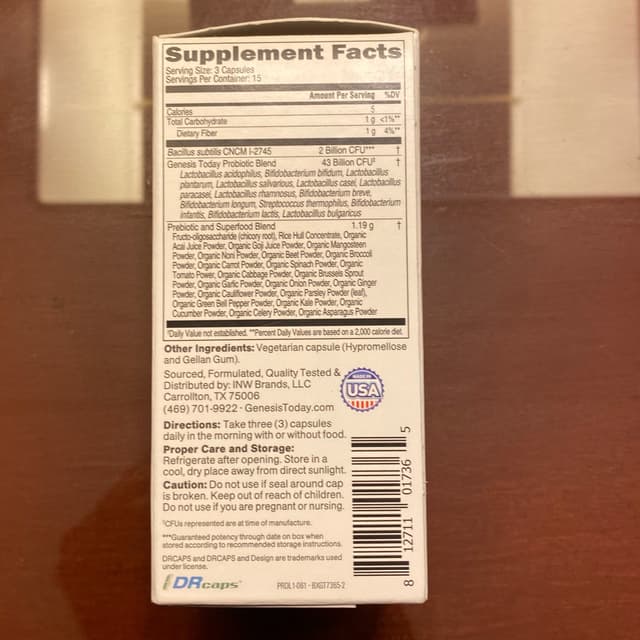 Supplement Facts
Serving Size: 3 Capsules
Servings Per Container: 15
Amount Per Serving %DV
Calories 5
Total Carbohydrate 1 g <1%**
Dietary Fiber 1 g 4%**
Bacillus subtilis CNCM I-2745 2 Billion CFU*** †
Genesis Today Probiotic Blend 43 Billion CFU‡ †
Lactobacillus acidophilus, Bifidobacterium bifidum, Lactobacillus
plantarum, Lactobacillus salivarious, Lactobacillus casei, Lactobacillus
paracasei, Lactobacillus rhamnosus, Bifidobacterium breve,
Bifidobacterium longum, Streptococcus thermophilus, Bifidobacterium
infantis, Bifidobacterium lactis, Lactobacillus bulgaricus
Prebiotic and Superfood Blend 1.19 g †
Fructo-oligosaccharide (chicory root), Rice Hull Concentrate, Organic
Acai Juice Powder, Organic Goji Juice Powder, Organic Mangosteen
Powder, Organic Noni Powder, Organic Beet Powder, Organic Broccoli
Powder, Organic Carrot Powder, Organic Spinach Powder, Organic
Tomato Power, Organic Cabbage Powder, Organic Brussels Sprout
Powder, Organic Garlic Powder, Organic Onion Powder, Organic Ginger
Powder, Organic Cauliflower Powder, Organic Parsley Powder (leaf),
Organic Green Bell Pepper Powder, Organic Kale Powder, Organic
Cucumber Powder, Organic Celery Powder, Organic Asparagus Powder
†Daily Value not established. **Percent Daily Values are based on a 2,000 calorie diet.
Other Ingredients: Vegetarian capsule (Hypromellose
and Gellan Gum).
Sourced, Formulated, Quality Tested &
Distributed by: INW Brands, LLC
Carrollton, TX 75006
(469) 701-9922 · GenesisToday.com
MADE IN
USA
Directions: Take three (3) capsules
daily in the morning with or without food.
Proper Care and Storage:
Refrigerate after opening. Store in a
cool, dry place away from direct sunlight.
Caution: Do not use if seal around cap
is broken. Keep out of reach of children.
Do not use if you are pregnant or nursing.
‡CFUs represented are at time of manufacture.
***Guaranteed potency through date on box when
stored according to recommended storage instructions.
DRCAPS and DRCAPS and Design are trademarks used
under license.
DRcaps™
PRDL1-061 - BXGT7365-2
8 12711 01736 5